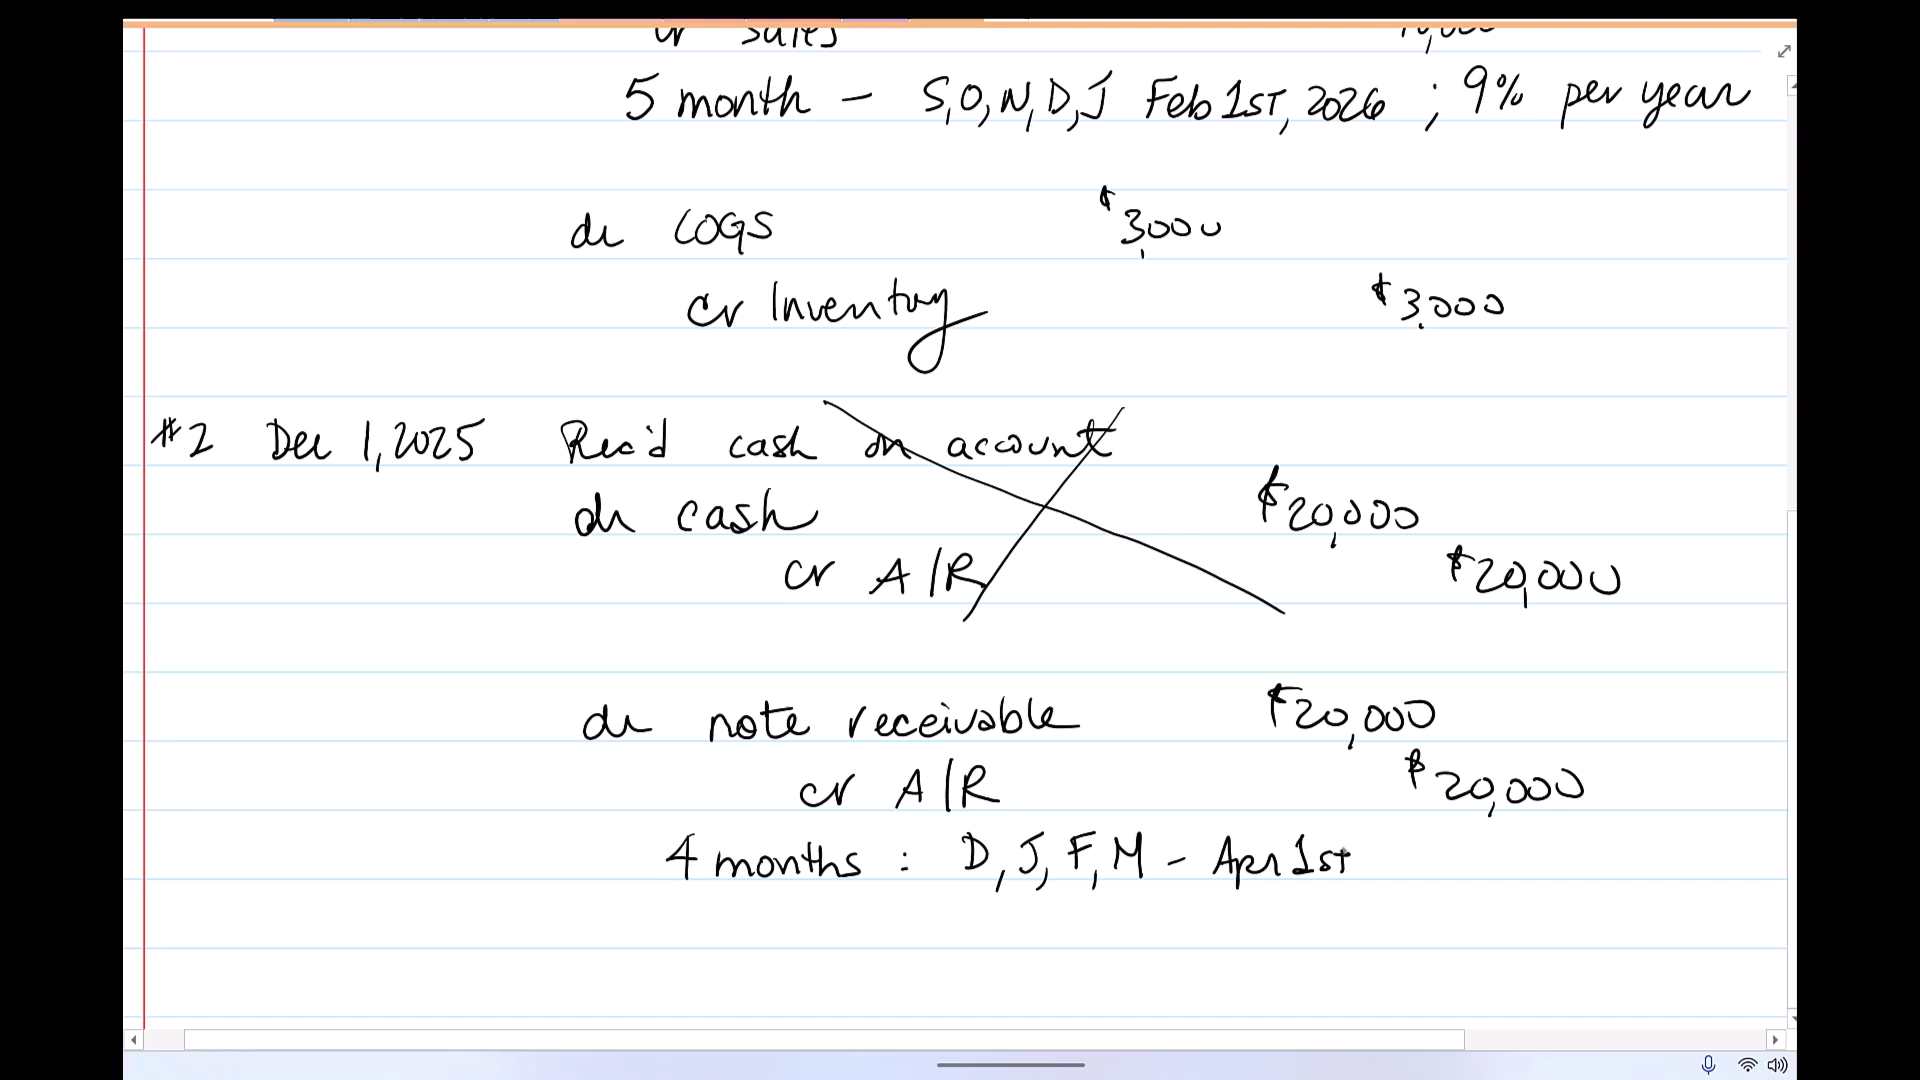 cr sales
5 month - S,O,N,D,J Feb 1st, 2026 ; 9% per year
dr COGS $3,000
cr Inventory $3,000
#2 Dec 1, 2025 Rec'd cash on account
dr cash $20,000
cr A/R $20,000
dr note receivable $20,000
cr A/R $20,000
4 months : D, J, F, M - Apr 1st